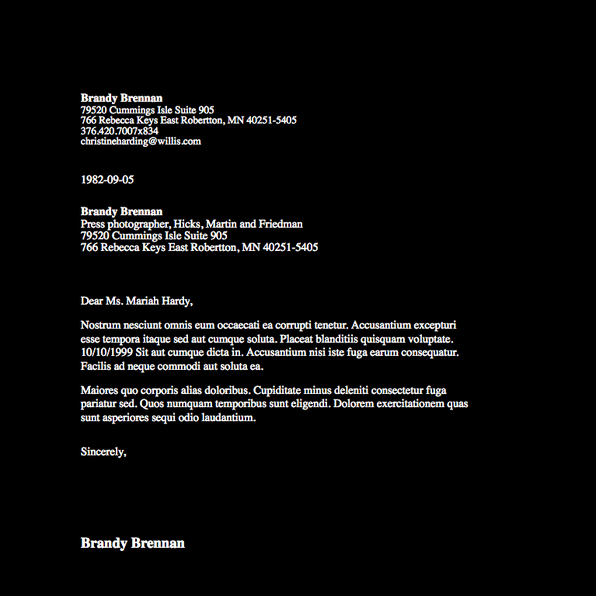 Brandy Brennan
79520 Cummings Isle Suite 905
766 Rebecca Keys East Robertton, MN 40251-5405
376.420.7007x834
christineharding@willis.com
1982-09-05
Brandy Brennan
Press photographer, Hicks, Martin and Friedman
79520 Cummings Isle Suite 905
766 Rebecca Keys East Robertton, MN 40251-5405
Dear Ms. Mariah Hardy,
Nostrum nesciunt omnis eum occaecati ea corrupti tenetur. Accusantium excepturi
esse tempora itaque sed aut cumque soluta. Placeat blanditiis quisquam voluptate.
10/10/1999 Sit aut cumque dicta in. Accusantium nisi iste fuga earum consequatur.
Facilis ad neque commodi aut soluta ea.
Maiores quo corporis alias doloribus. Cupiditate minus deleniti consectetur fuga
pariatur sed. Quos numquam temporibus sunt eligendi. Dolorem exercitationem quas
sunt asperiores sequi odio laudantium.
Sincerely,
Brandy Brennan